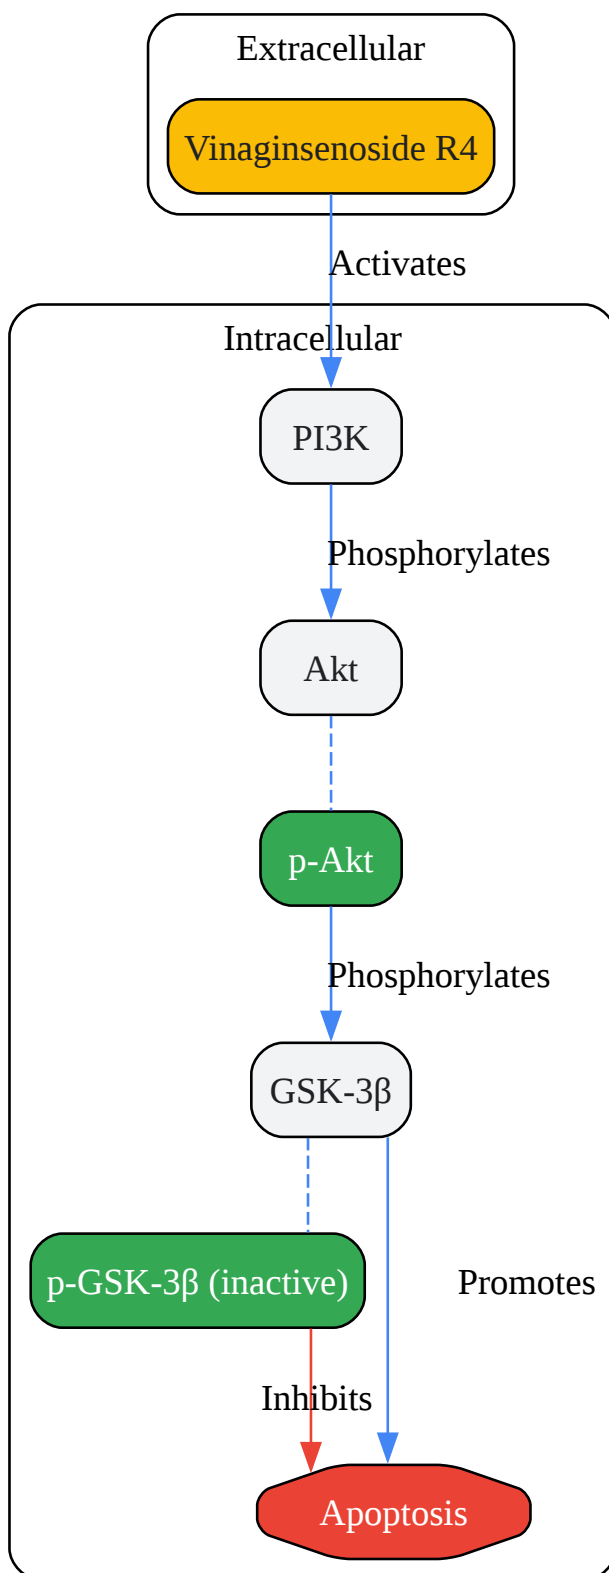 Extracellular
Vinaginsenoside R4
Activates
Intracellular
PI3K
Phosphorylates
Akt
p-Akt
Phosphorylates
GSK-3β
p-GSK-3β (inactive)
Promotes
Inhibits
Apoptosis